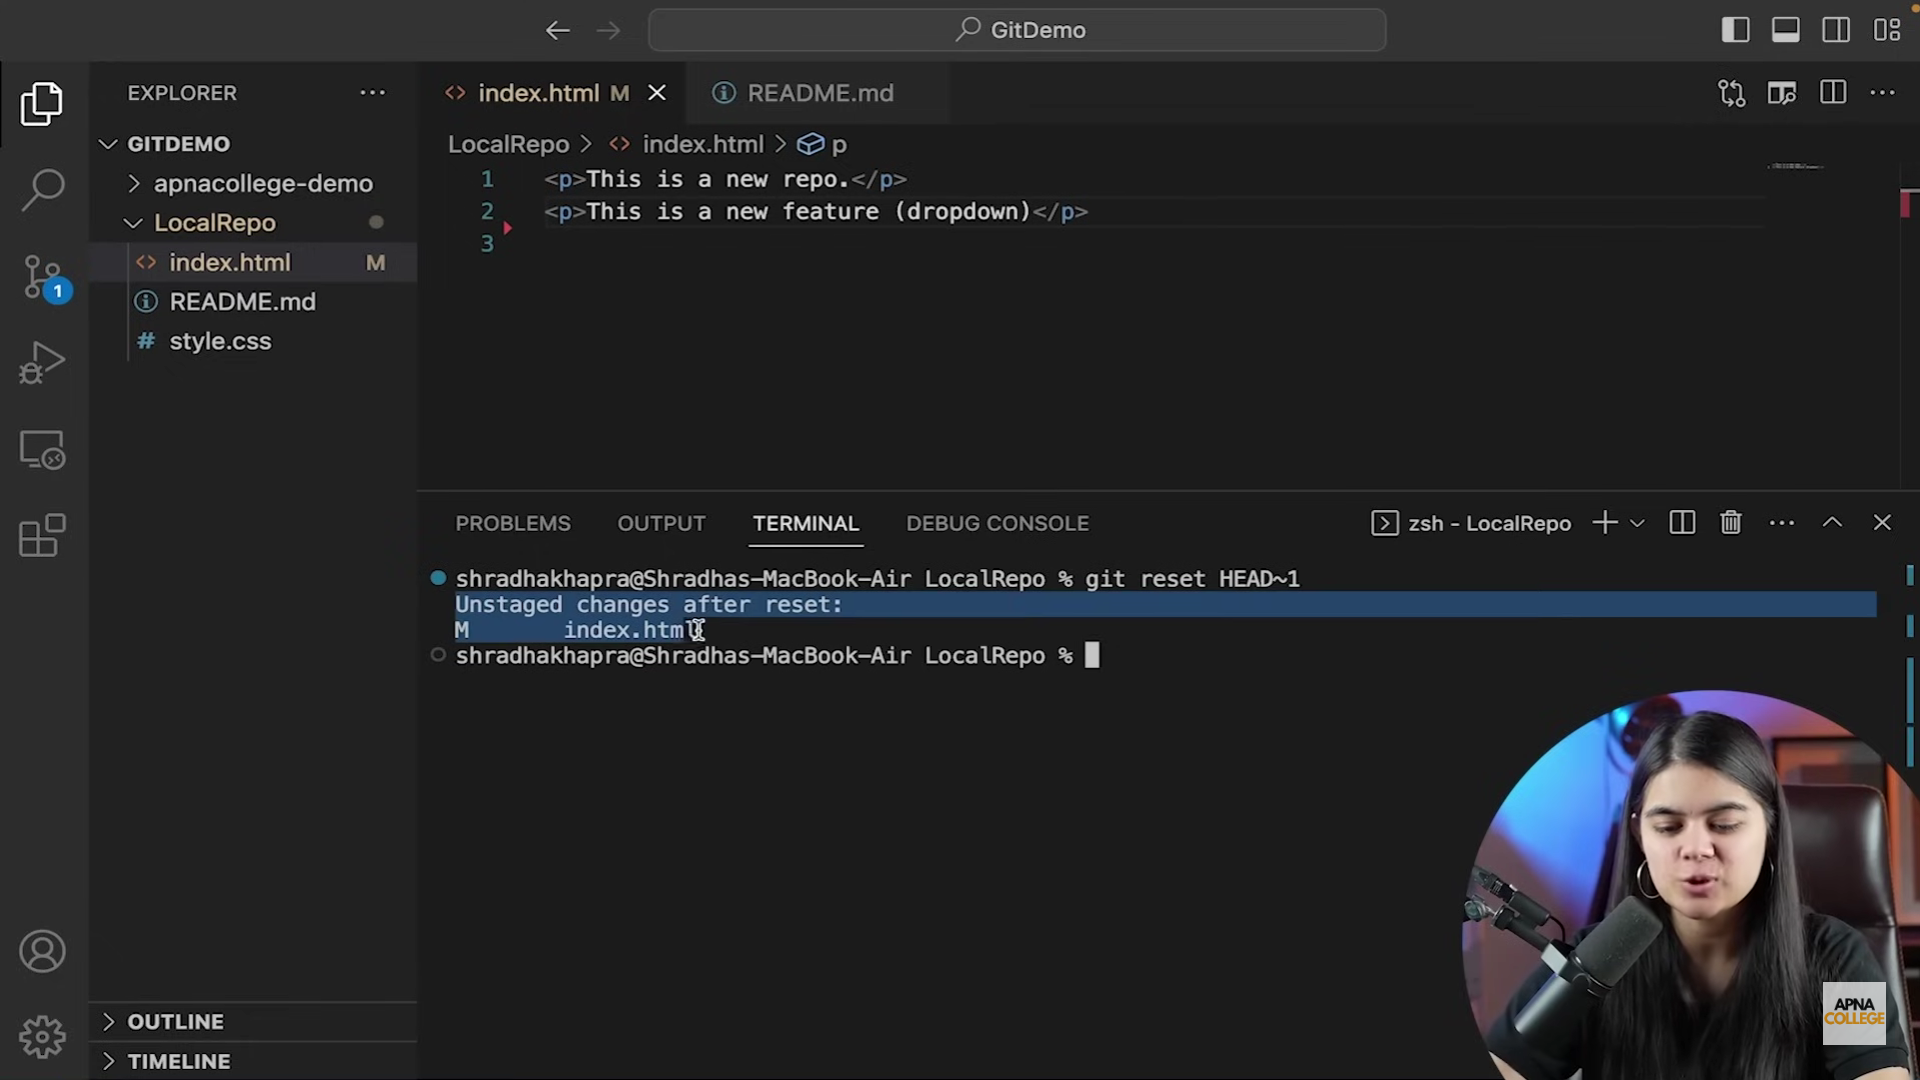 GitDemo
EXPLORER
index.html M
README.md
GITDEMO
LocalRepo > index.html > p
apnacollege-demo
1 <p>This is a new repo.</p>
LocalRepo
2 <p>This is a new feature (dropdown)</p>
3
index.html M
1
README.md
# style.css
PROBLEMS OUTPUT TERMINAL DEBUG CONSOLE
zsh - LocalRepo
shradhakhapra@Shradhas-MacBook-Air LocalRepo % git reset HEAD~1
Unstaged changes after reset:
M index.html
shradhakhapra@Shradhas-MacBook-Air LocalRepo %
OUTLINE
TIMELINE
APNA
COLLEGE